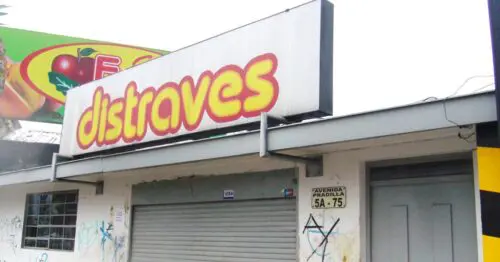 distraves
AVENIDA
PRADILLA
5A - 75